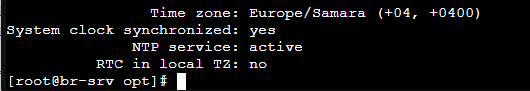 Time zone: Europe/Samara (+04, +0400)
System clock synchronized: yes
NTP service: active
RTC in local TZ: no
[root@br-srv opt]#